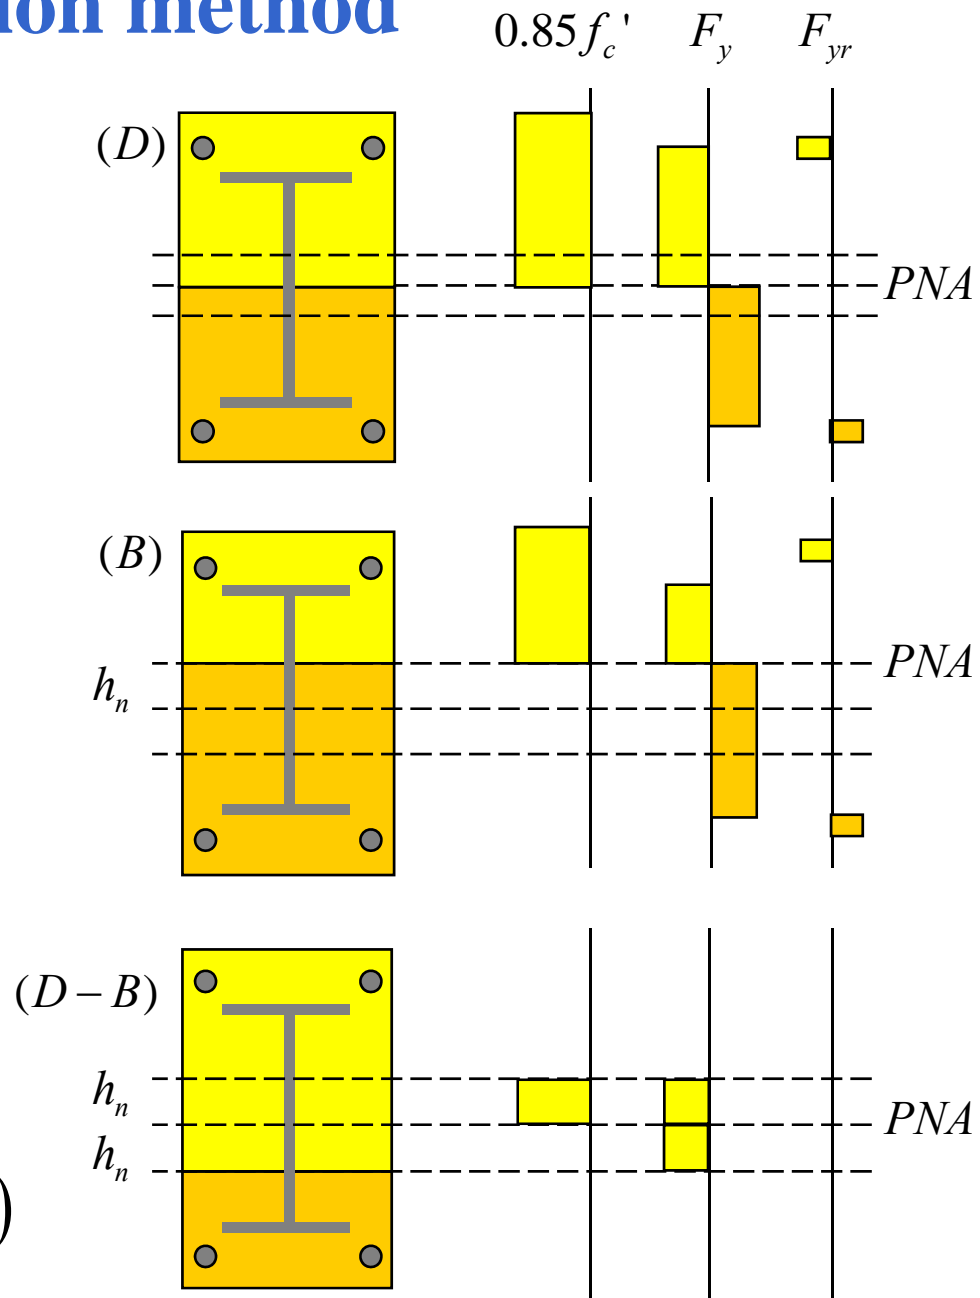 ion method
0.85f_c' F_y F_yr
(D)
PNA
(B)
PNA
h_n
(D – B)
h_n
PNA
h_n
)